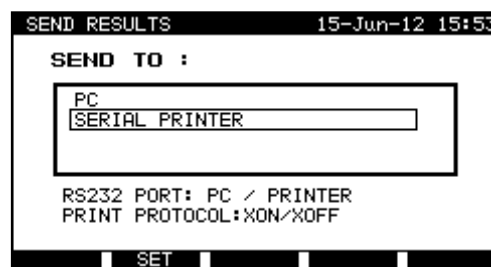 SEND RESULTS 15-Jun-12 15:53
SEND TO :
PC
SERIAL PRINTER
RS232 PORT: PC / PRINTER
PRINT PROTOCOL:XON/XOFF
SET